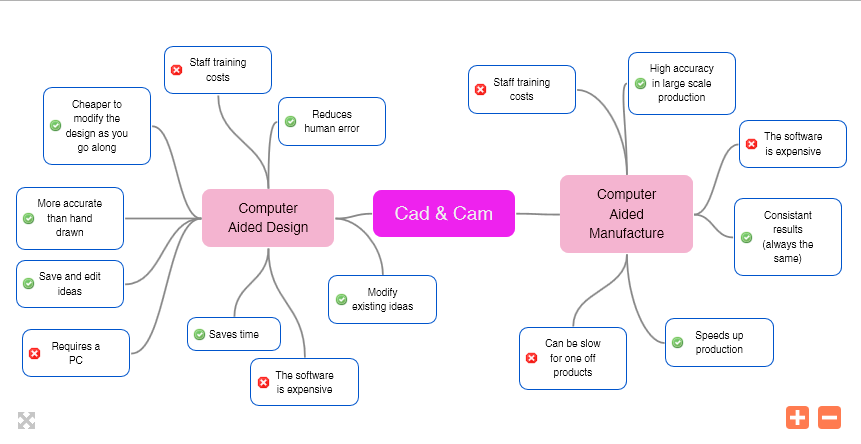 Staff training
costs
Cheaper to
modify the
design as you
go along
Reduces
human error
More accurate
than hand
drawn
Computer
Aided Design
Save and edit
ideas
Requires a
PC
Saves time
The software
is expensive
Modify
existing ideas
Cad & Cam
Staff training
costs
High accuracy
in large scale
production
The software
is expensive
Computer
Aided
Manufacture
Consistant
results
(always the
same)
Can be slow
for one off
products
Speeds up
production